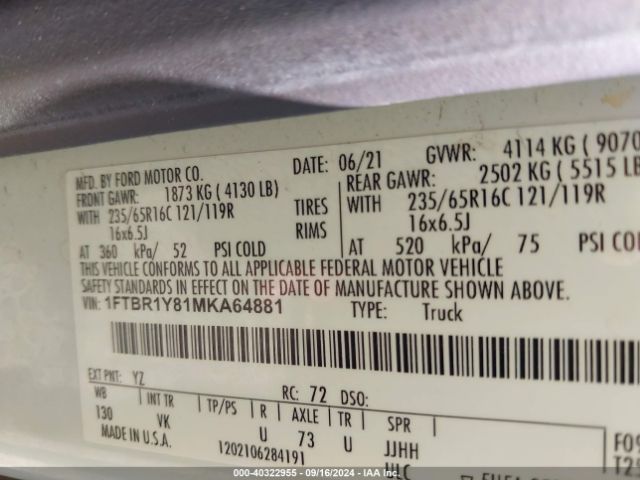 MFD. BY FORD MOTOR CO. DATE: 06/21 GVWR: 4114 KG ( 9070
FRONT GAWR: 1873 KG ( 4130 LB) REAR GAWR: 2502 KG ( 5515 LB
WITH 235/65R16C 121/119R TIRES WITH 235/65R16C 121/119R
16x6.5J RIMS 16x6.5J
AT 360 kPa/ 52 PSI COLD AT 520 kPa/ 75 PSI CO
THIS VEHICLE CONFORMS TO ALL APPLICABLE FEDERAL MOTOR VEHICLE
SAFETY STANDARDS IN EFFECT ON THE DATE OF MANUFACTURE SHOWN ABOVE.
VIN: 1FTBR1Y81MKA64881 TYPE: Truck
EXT PNT: YZ RC: 72 DSO:
WB INT TR TP/PS R AXLE TR SPR
130 VK U 73 U JJHH
MADE IN U.S.A. 1202106284191
F09
T25
000-40322955 - 09/16/2024 - IAA Inc.